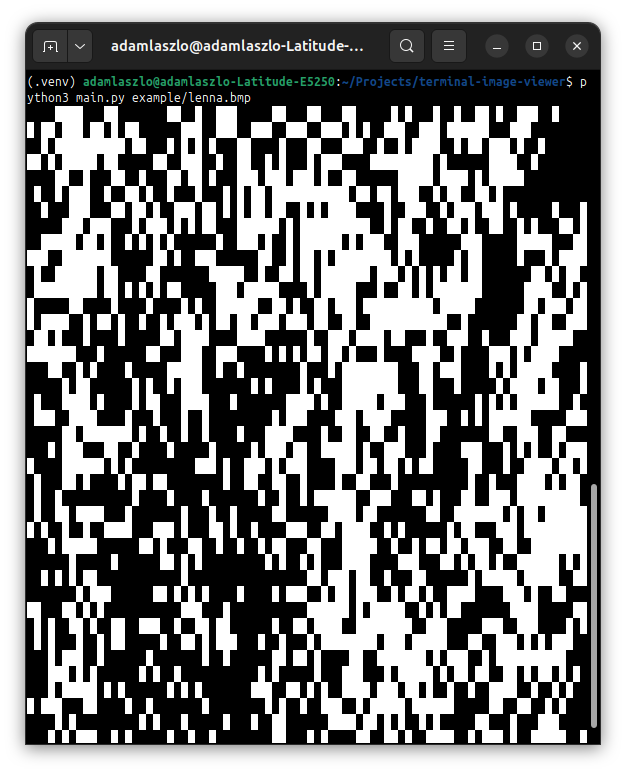 adamlaszlo@adamlaszlo-Latitude-...
(.venv) adamlaszlo@adamlaszlo-Latitude-E5250:~/Projects/terminal-image-viewer$ p
ython3 main.py example/lenna.bmp